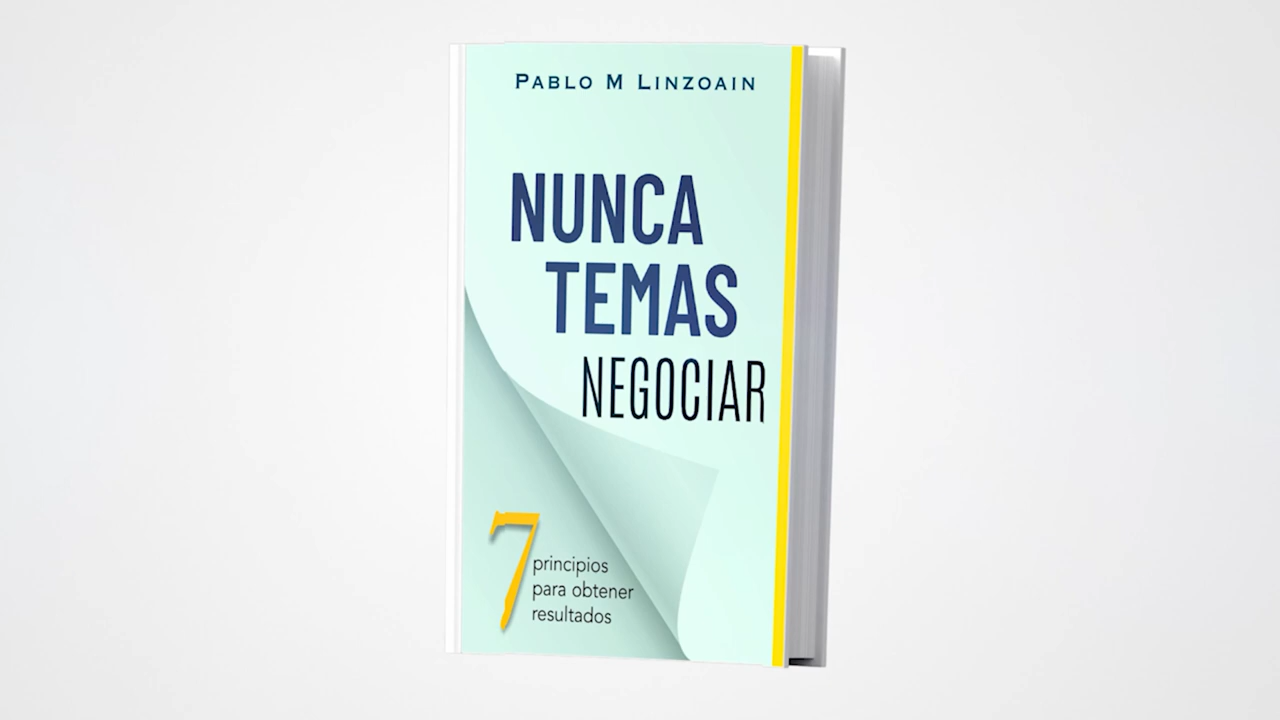 PABLO M LINZOAIN
NUNCA
TEMAS
NEGOCIAR
7
principios
para obtener
resultados